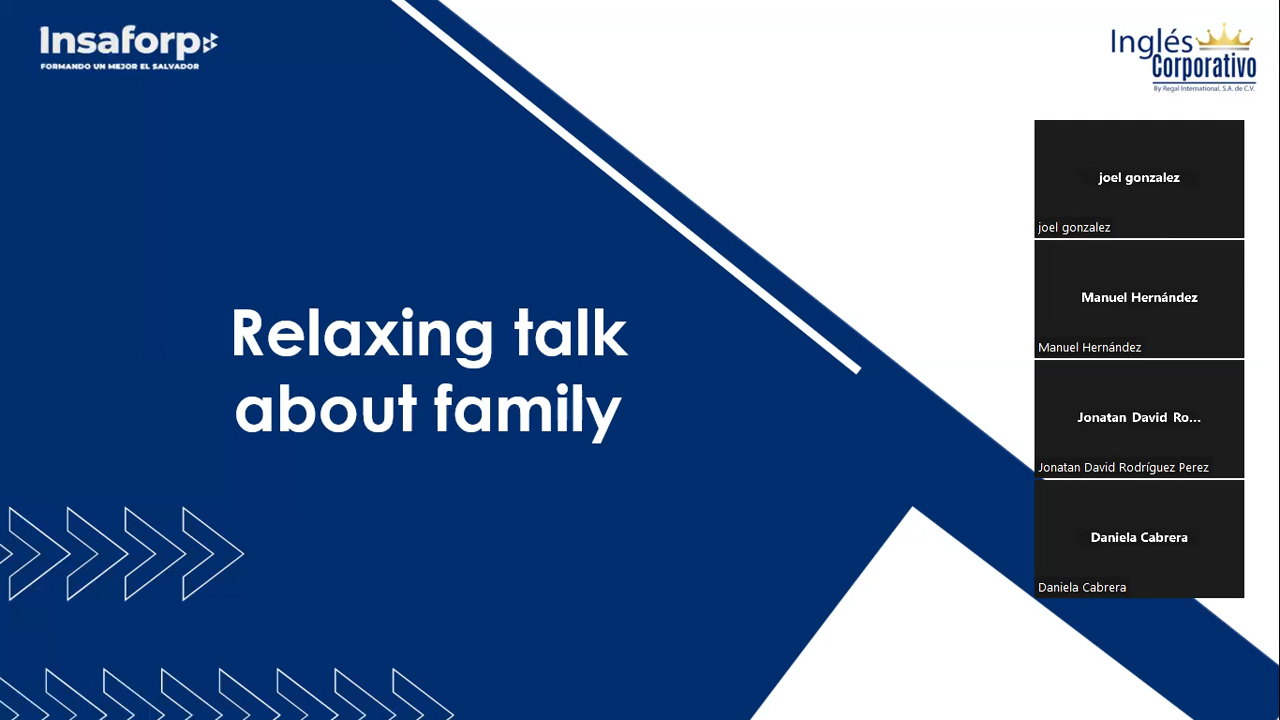 Insaforp
FORMANDO UN MEJOR EL SALVADOR
Inglés
Corporativo
By Regal International, S.A. de C.V.
Relaxing talk
about family
joel gonzalez
joel gonzalez
Manuel Hernández
Manuel Hernández
Jonatan David Ro...
Jonatan David Rodríguez Perez
Daniela Cabrera
Daniela Cabrera